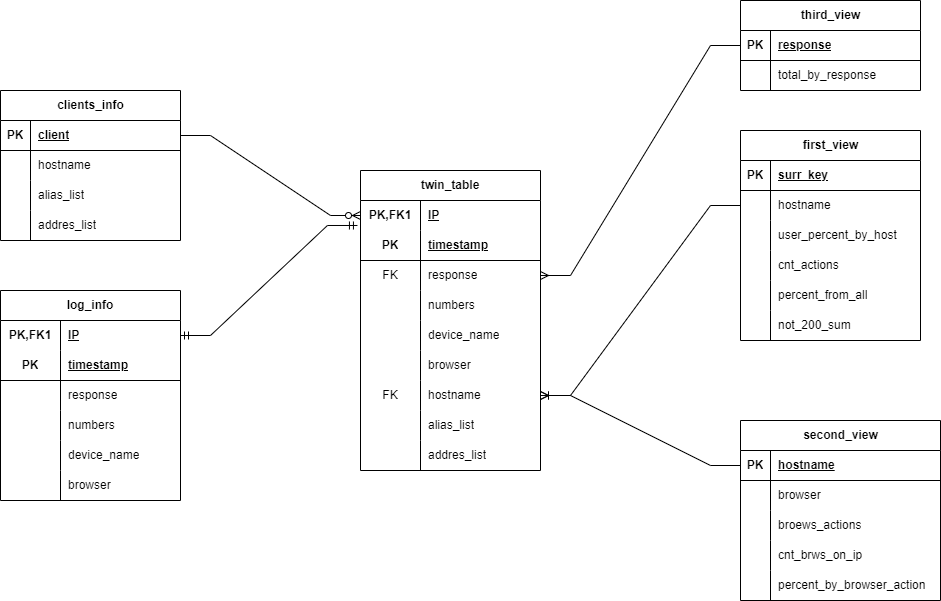 third_view
PK response
total_by_response
clients_info
PK client
hostname
alias_list
addres_list
first_view
PK surr_key
hostname
user_percent_by_host
cnt_actions
percent_from_all
not_200_sum
twin_table
PK,FK1 IP
PK timestamp
FK response
numbers
device_name
browser
FK hostname
alias_list
addres_list
log_info
PK,FK1 IP
PK timestamp
response
numbers
device_name
browser
second_view
PK hostname
browser
broews_actions
cnt_brws_on_ip
percent_by_browser_action